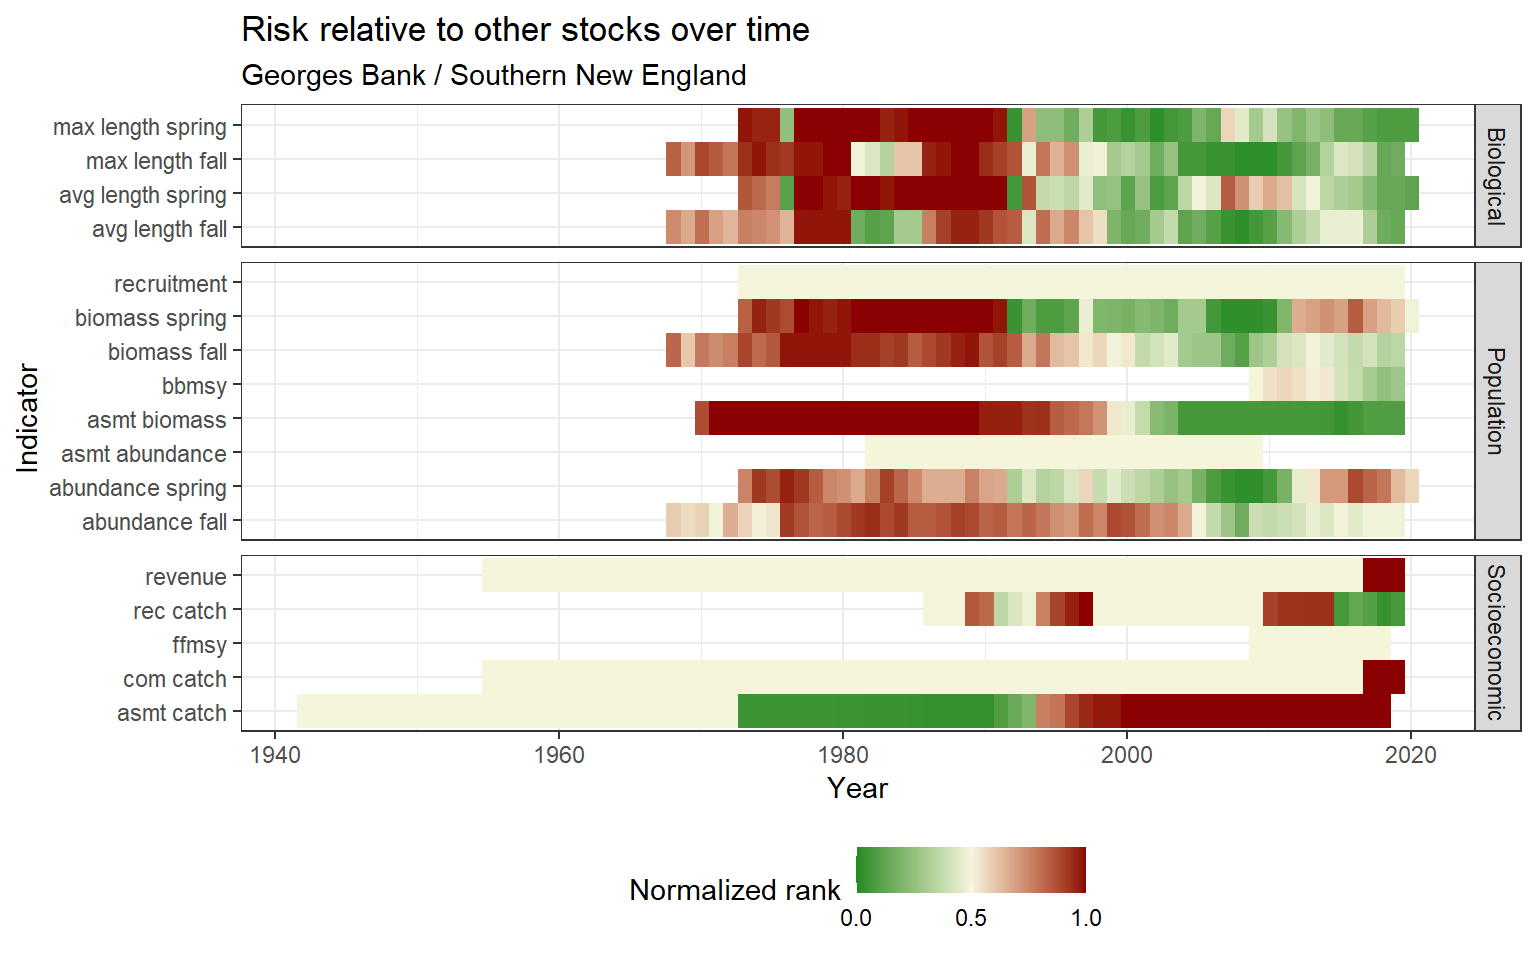 Risk relative to other stocks over time
Georges Bank / Southern New England
max length spring
max length fall
avg length spring
avg length fall
Biological
recruitment
biomass spring
biomass fall
bbmsy
asmt biomass
asmt abundance
abundance spring
abundance fall
Population
revenue
rec catch
ffmsy
com catch
asmt catch
Socioeconomic
Indicator
1940 1960 1980 2000 2020
Year
Normalized rank
0.0 0.5 1.0